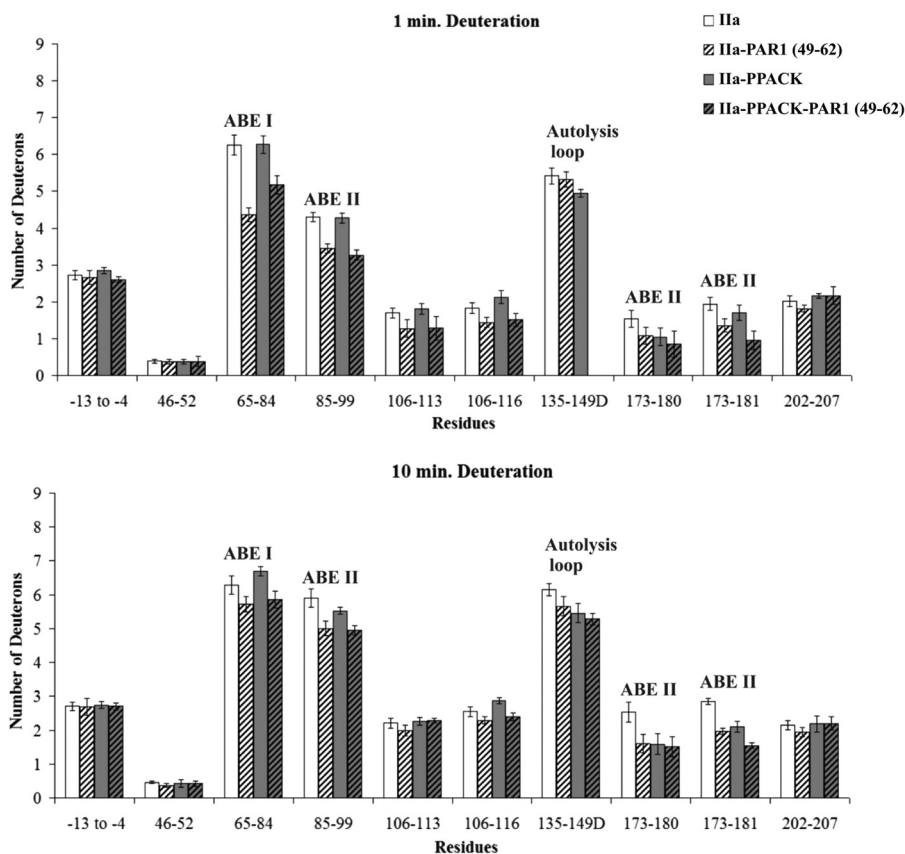 1 min. Deuteration
IIa
IIa-PAR1 (49-62)
IIa-PPACK
IIa-PPACK-PAR1 (49-62)
Number of Deuterons
9
8
7
6
5
4
3
2
1
0
ABE I
ABE II
Autolysis
loop
ABE II
ABE II
-13 to -4 46-52 65-84 85-99 106-113 106-116 135-149D 173-180 173-181 202-207
Residues
10 min. Deuteration
Number of Deuterons
9
8
7
6
5
4
3
2
1
0
ABE I
ABE II
Autolysis
loop
ABE II
ABE II
-13 to -4 46-52 65-84 85-99 106-113 106-116 135-149D 173-180 173-181 202-207
Residues